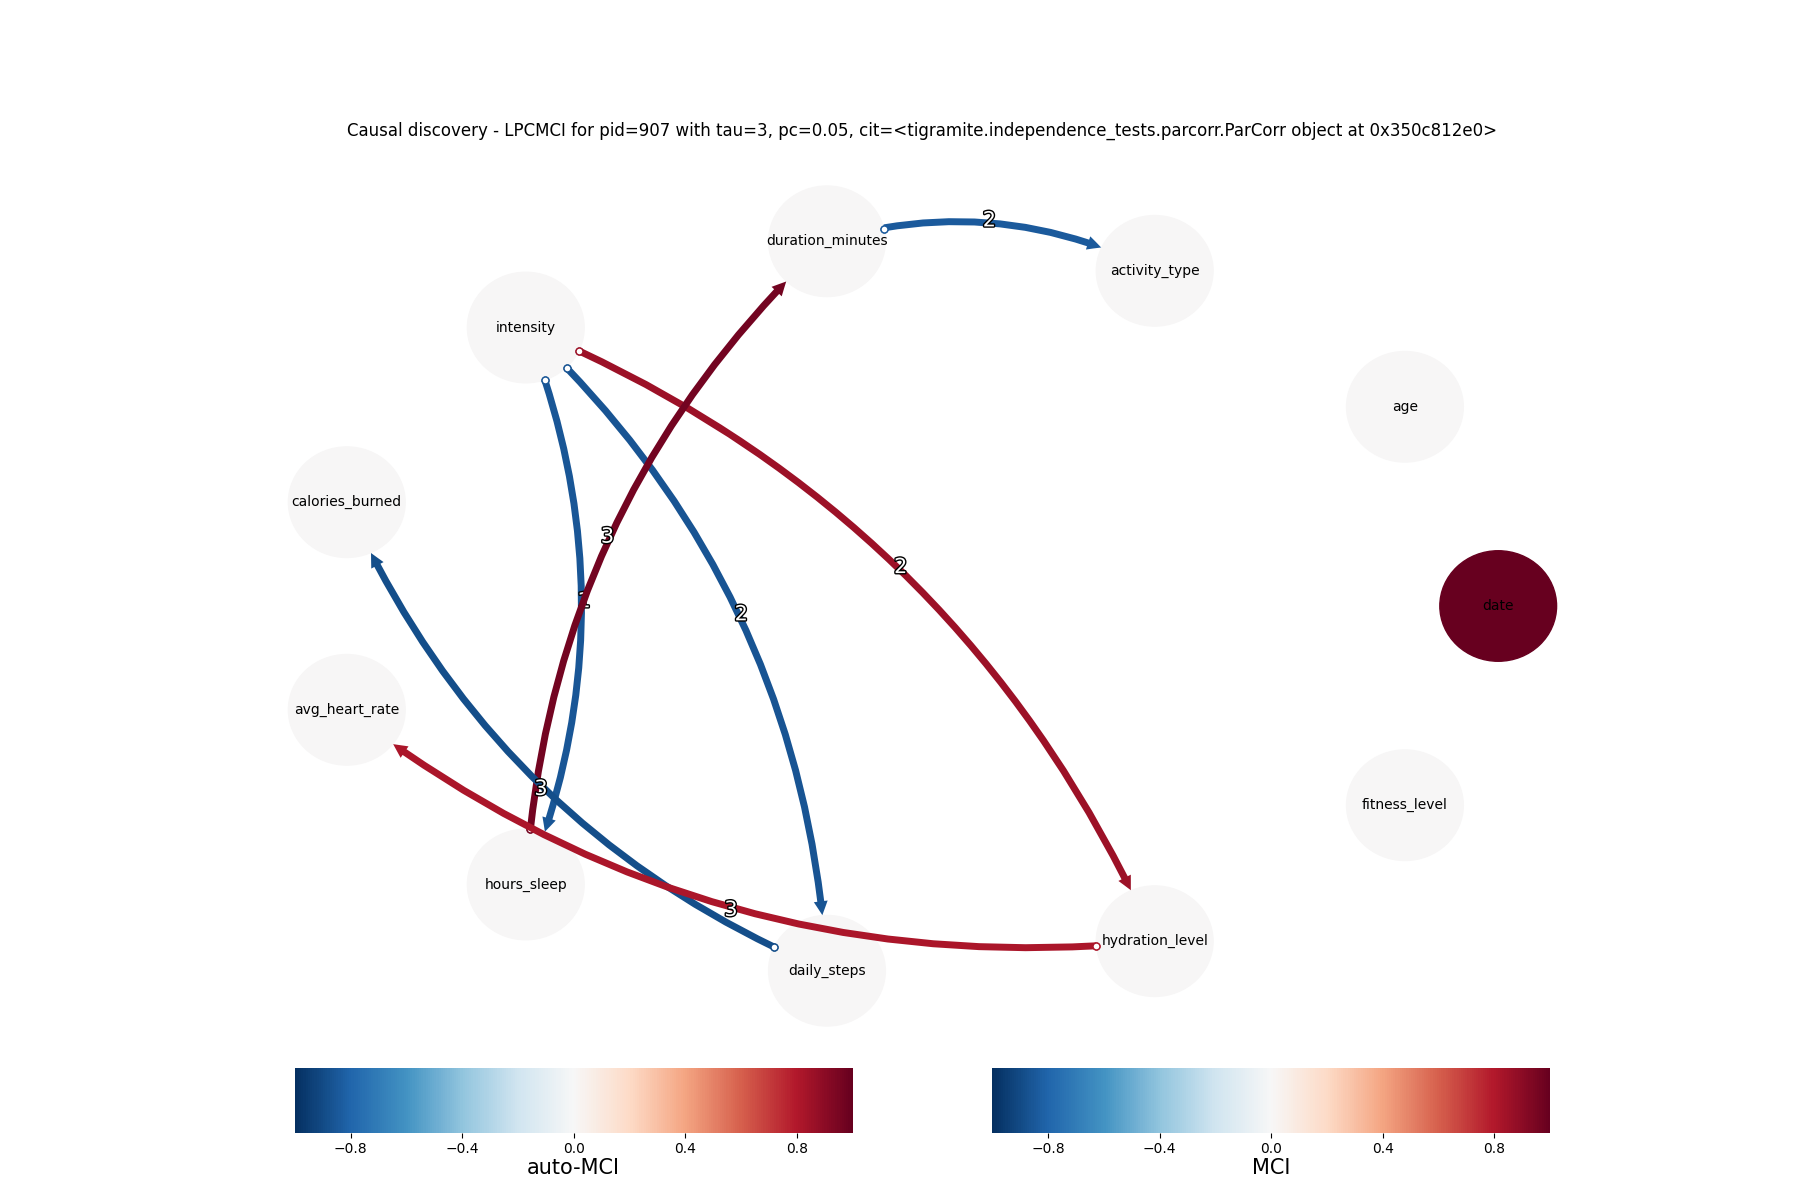 Causal discovery - LPCMCI for pid=907 with tau=3, pc=0.05, cit=<tigramite.independence_tests.parcorr.ParCorr object at 0x350c812e0>
2
duration_minutes
activity_type
intensity
age
calories_burned
3
2
date
2
avg_heart_rate
3
fitness_level
hours_sleep
3
hydration_level
daily_steps
−0.8 −0.4 0.0 0.4 0.8
auto-MCI
−0.8 −0.4 0.0 0.4 0.8
MCI